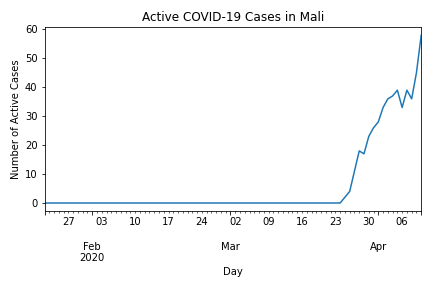 Active COVID-19 Cases in Mali
Number of Active Cases
60
50
40
30
20
10
0
27 03 10 17 24 02 09 16 23 30 06
Feb Mar Apr
2020
Day